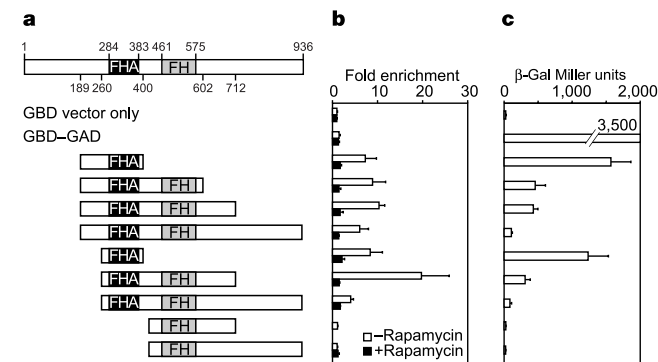 a
b
c
1
284
383
461
575
936
FHA
FH
189
260
400
602
712
GBD vector only
GBD–GAD
FHA
FHA
FH
FHA
FH
FHA
FH
FHA
FHA
FH
FHA
FH
FH
FH
Fold enrichment
0
10
20
30
–Rapamycin
+Rapamycin
β-Gal Miller units
0
1,000
2,000
3,500